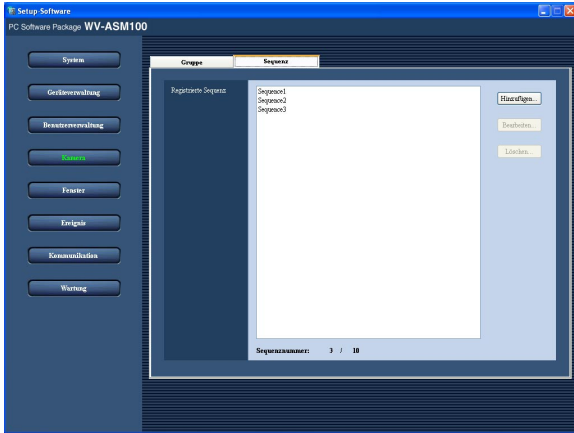 Setup-Software
PC Software Package WV-ASM100
System
Geräteverwaltung
Benutzerverwaltung
Kamera
Fenster
Ereignis
Kommunikation
Wartung
Gruppe
Sequenz
Registrierte Sequenz
Sequence1
Sequence2
Sequence3
Hinzufügen...
Bearbeiten...
Löschen...
Sequenznummer: 3 / 10